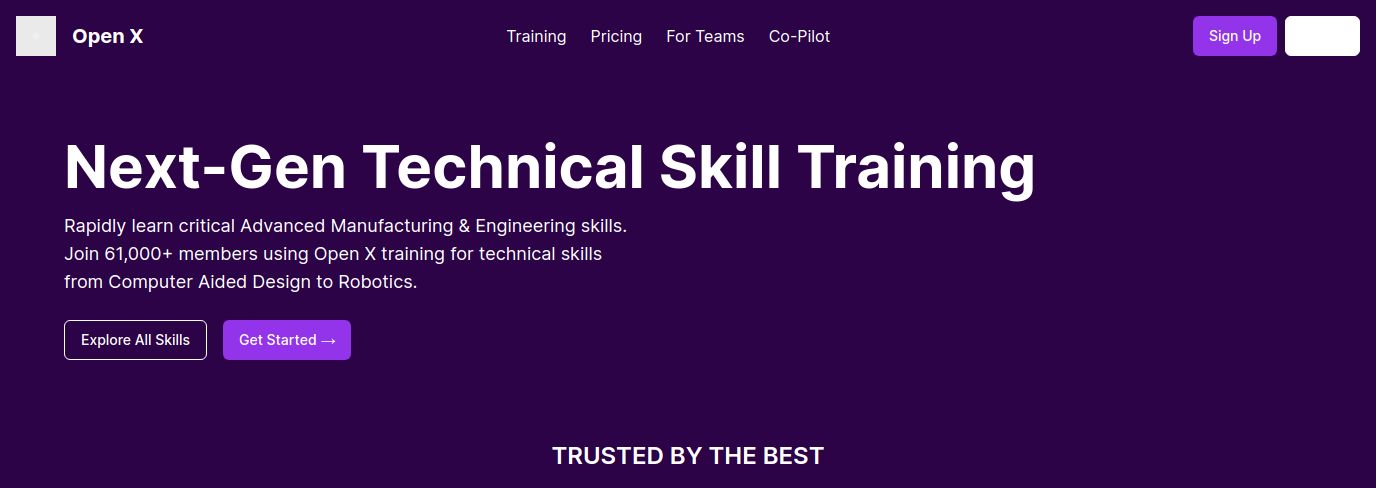 Open X
Training Pricing For Teams Co-Pilot
Sign Up
Next-Gen Technical Skill Training
Rapidly learn critical Advanced Manufacturing & Engineering skills.
Join 61,000+ members using Open X training for technical skills
from Computer Aided Design to Robotics.
Explore All Skills
Get Started →
TRUSTED BY THE BEST